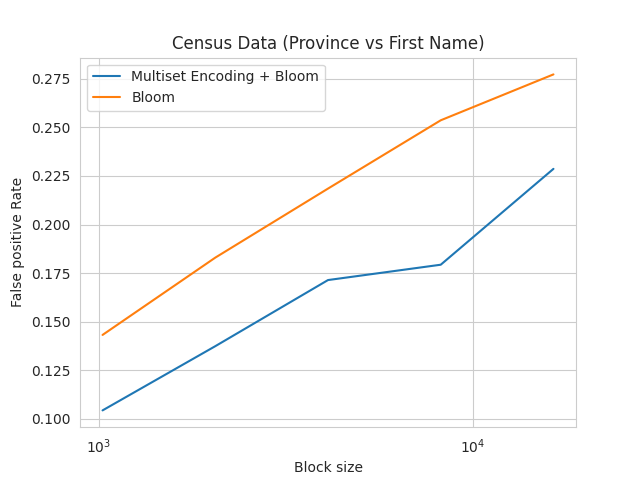 Census Data (Province vs First Name)
Multiset Encoding + Bloom
Bloom
False positive Rate
0.275
0.250
0.225
0.200
0.175
0.150
0.125
0.100
10³
10⁴
Block size